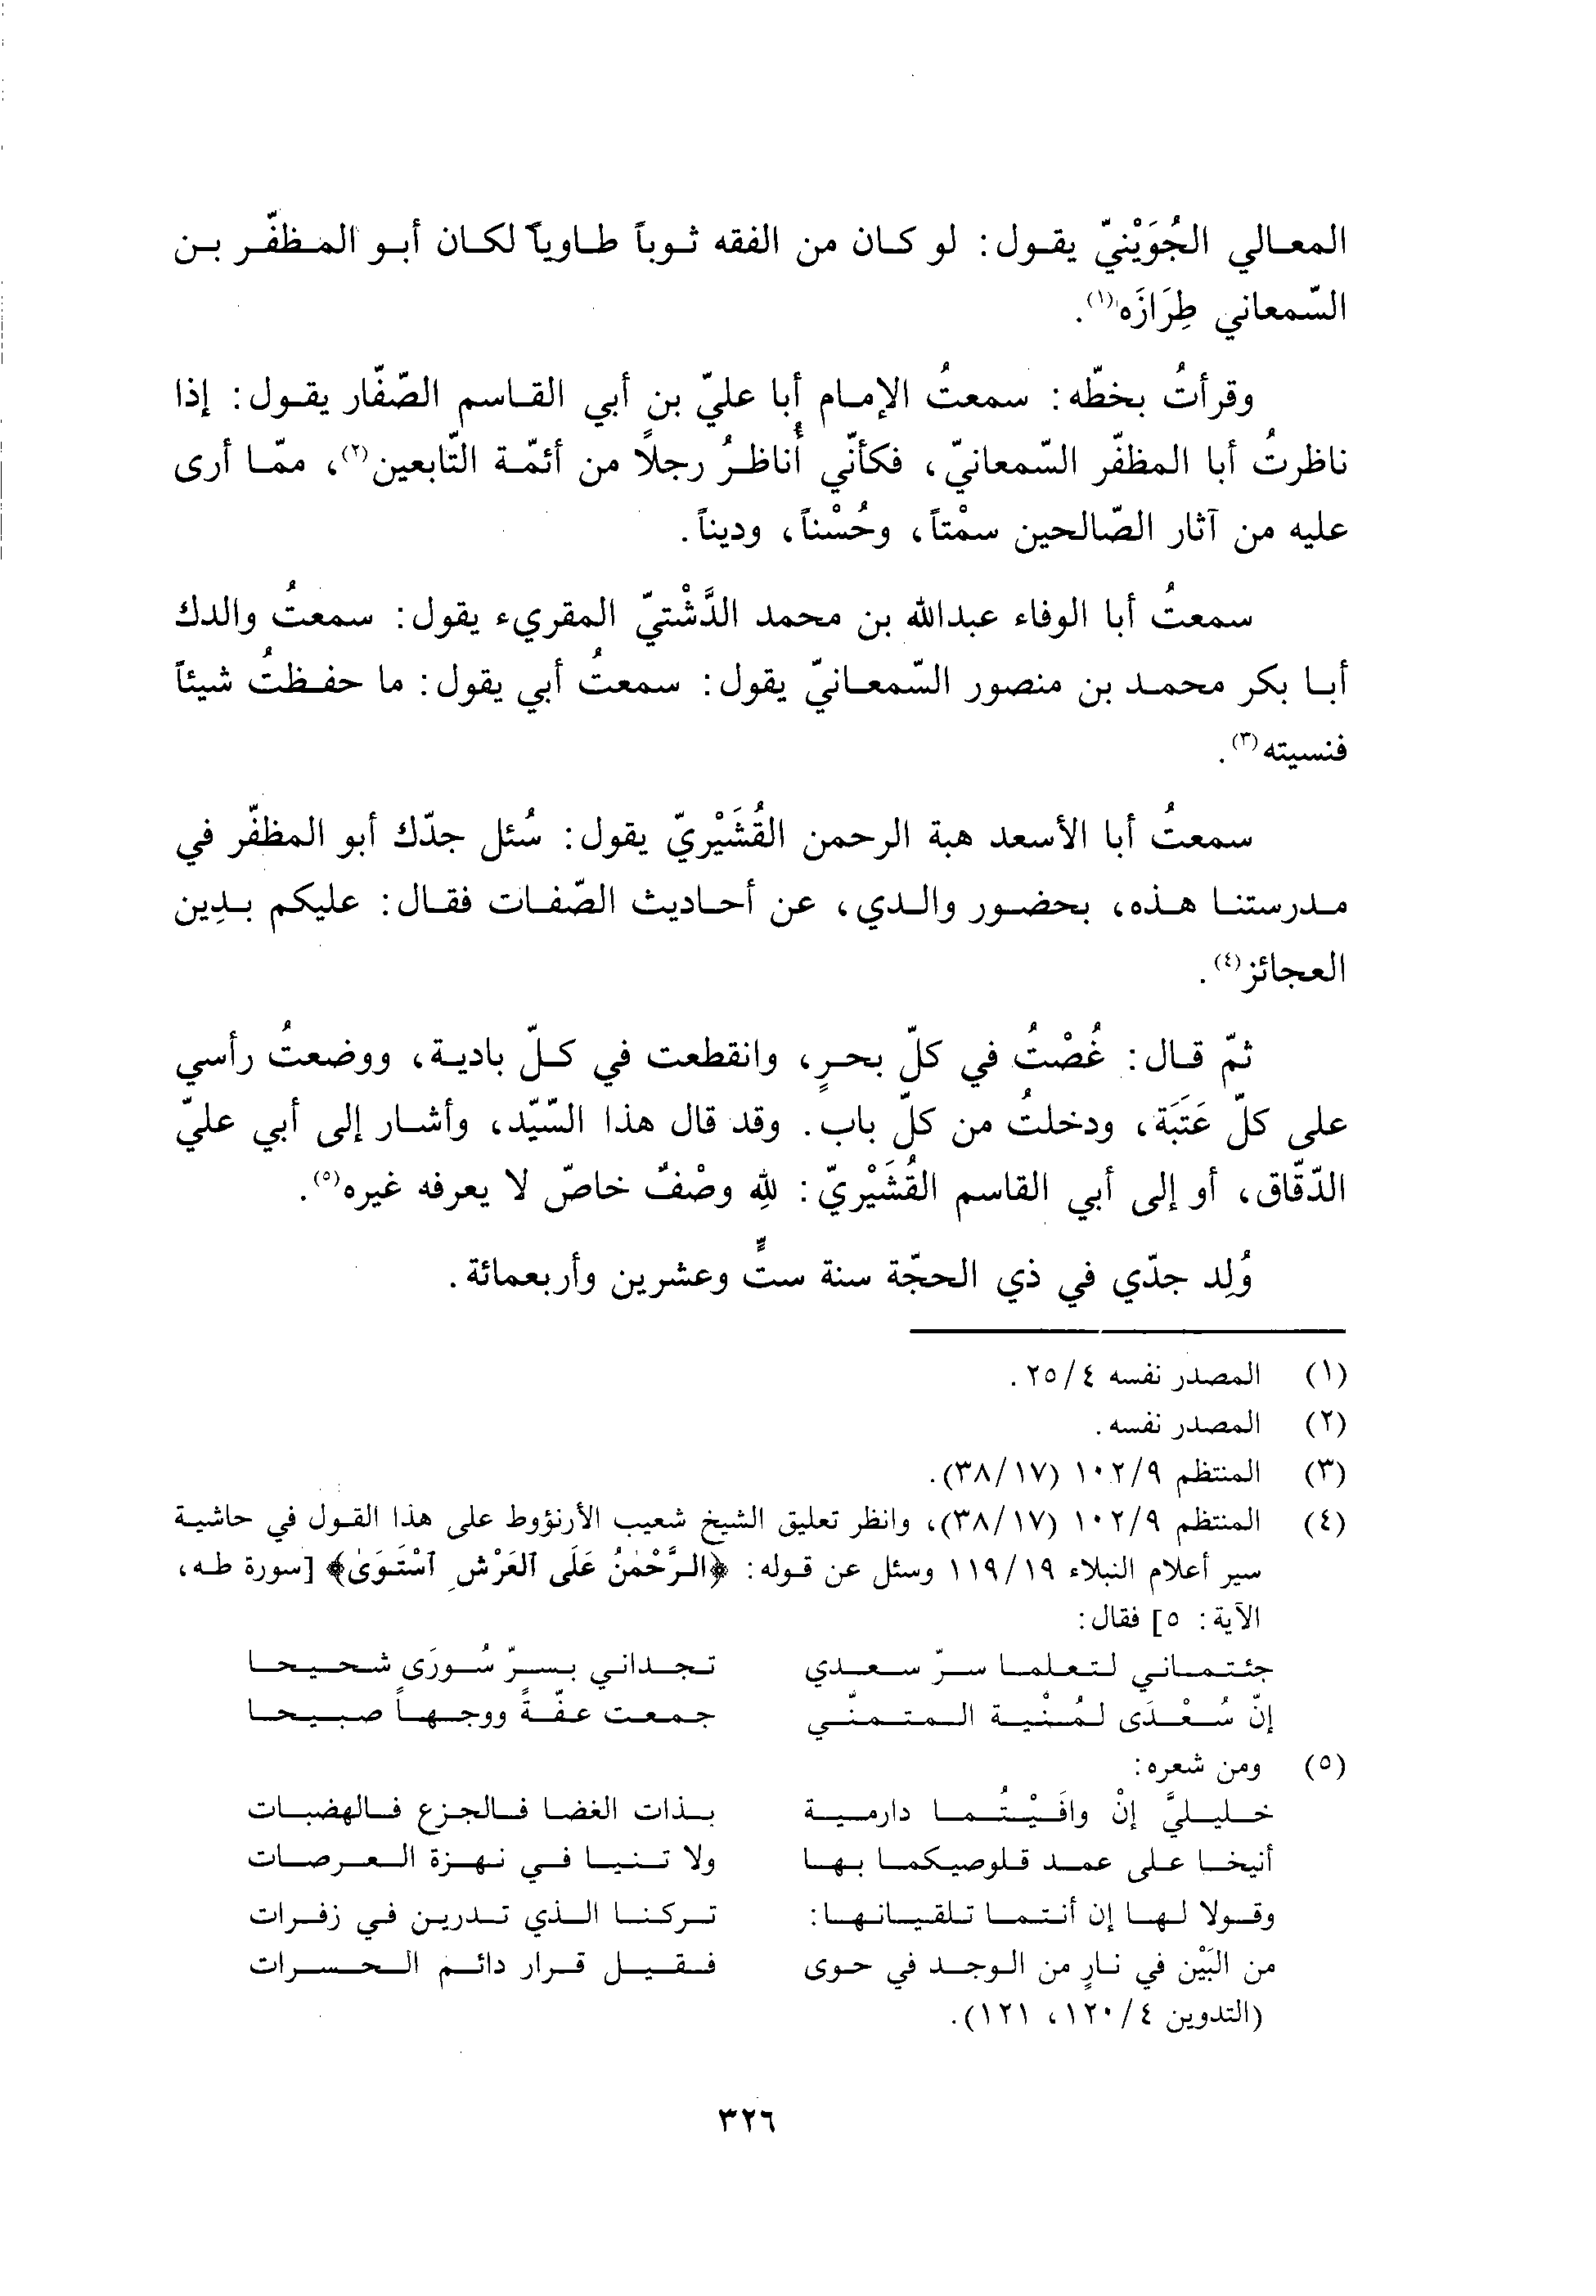 المعالي الجُوَيْنيّ يقول: لو كان من الفقه ثوباً طاوياً لكان أبو المظفّر بن
السّمعاني طِرَازَه(١).
وقرأتُ بخطّه: سمعتُ الإمام أبا عليّ بن أبي القاسم الصّفّار يقول: إذا
ناظرتُ أبا المظفّر السّمعانيّ، فكأنّي أُناظرُ رجلاً من أئمّة التّابعين(٢)، ممّا أرى
عليه من آثار الصّالحين سمْتاً، وحُسْناً، وديناً.
سمعتُ أبا الوفاء عبدالله بن محمد الدَّشْتيّ المقريء يقول: سمعتُ والدك
أبا بكر محمد بن منصور السّمعانيّ يقول: سمعتُ أبي يقول: ما حفظتُ شيئاً
فنسيته(٣).
سمعتُ أبا الأسعد هبة الرحمن القُشَيْريّ يقول: سُئل جدّك أبو المظفّر في
مدرستنا هذه، بحضور والدي، عن أحاديث الصّفات فقال: عليكم بدِين
العجائز(٤).
ثمّ قال: غُصْتُ في كلّ بحرٍ، وانقطعت في كلّ بادية، ووضعتُ رأسي
على كلّ عَتَبَة، ودخلتُ من كلّ باب. وقد قال هذا السّيّد، وأشار إلى أبي عليّ
الدّقّاق، أو إلى أبي القاسم القُشَيْريّ: للهِ وصْفٌ خاصّ لا يعرفه غيره(٥).
وُلِد جدّي في ذي الحجّة سنة ستٍّ وعشرين وأربعمائة.
(١) المصدر نفسه ٢٥/٤.
(٢) المصدر نفسه.
(٣) المنتظم ١٠٢/٩ (٣٨/١٧).
(٤) المنتظم ١٠٢/٩ (٣٨/١٧)، وانظر تعليق الشيخ شعيب الأرنؤوط على هذا القول في حاشية
سير أعلام النبلاء ١١٩/١٩ وسئل عن قوله: ﴿الرَّحْمٰنُ عَلَى ٱلعَرْشِ ٱسْتَوَىٰ﴾ [سورة طه،
الآية: ٥] فقال:
جئتماني لتعلما سرّ سعدي تجداني بسرّ سُورَى شحيحا
إنّ سُعْدَى لمُنْية المتمنّي جمعت عفّةً ووجهاً صبيحا
(٥) ومن شعره:
خليليَّ إنْ وافَيْتُما دارمية بذات الغضا فالجزع فالهضبات
أنيخا على عمد قلوصيكما بها ولا تنيا في نهزة العرصات
وقولا لها إن أنتما تلقيانها: تركنا الذي تدرين في زفرات
من البَيْن في نارٍ من الوجد في حوى فقيل قرار دائم الحسرات
(التدوين ١٢٠/٤، ١٢١).
٣٢٦